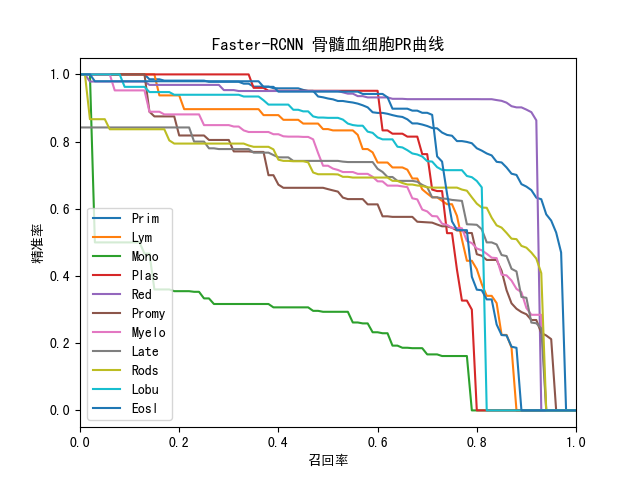 Faster-RCNN 骨髓血细胞PR曲线
精准率
1.0
0.8
0.6
0.4
0.2
0.0
Prim
Lym
Mono
Plas
Red
Promy
Myelo
Late
Rods
Lobu
Eosl
0.0 0.2 0.4 0.6 0.8 1.0
召回率